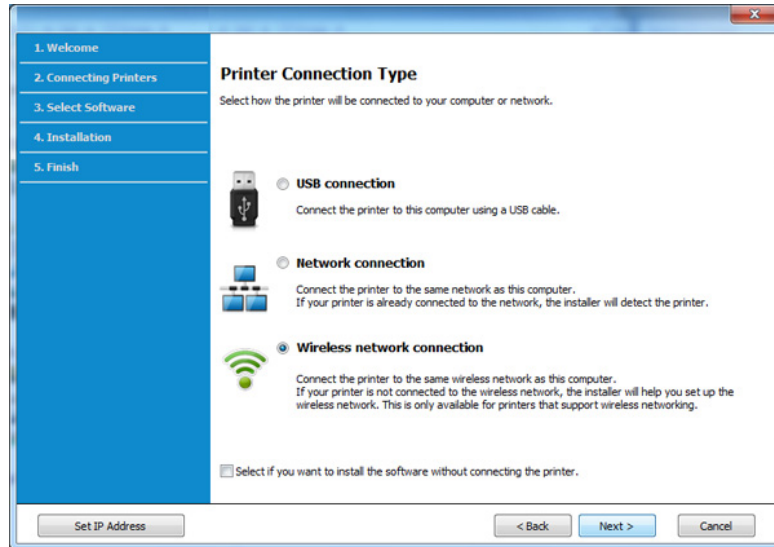 1. Welcome
2. Connecting Printers
3. Select Software
4. Installation
5. Finish
Printer Connection Type
Select how the printer will be connected to your computer or network.
USB connection
Connect the printer to this computer using a USB cable.
Network connection
Connect the printer to the same network as this computer.
If your printer is already connected to the network, the installer will detect the printer.
Wireless network connection
Connect the printer to the same wireless network as this computer.
If your printer is not connected to the wireless network, the installer will help you set up the
wireless network. This is only available for printers that support wireless networking.
Select if you want to install the software without connecting the printer.
Set IP Address
< Back
Next >
Cancel